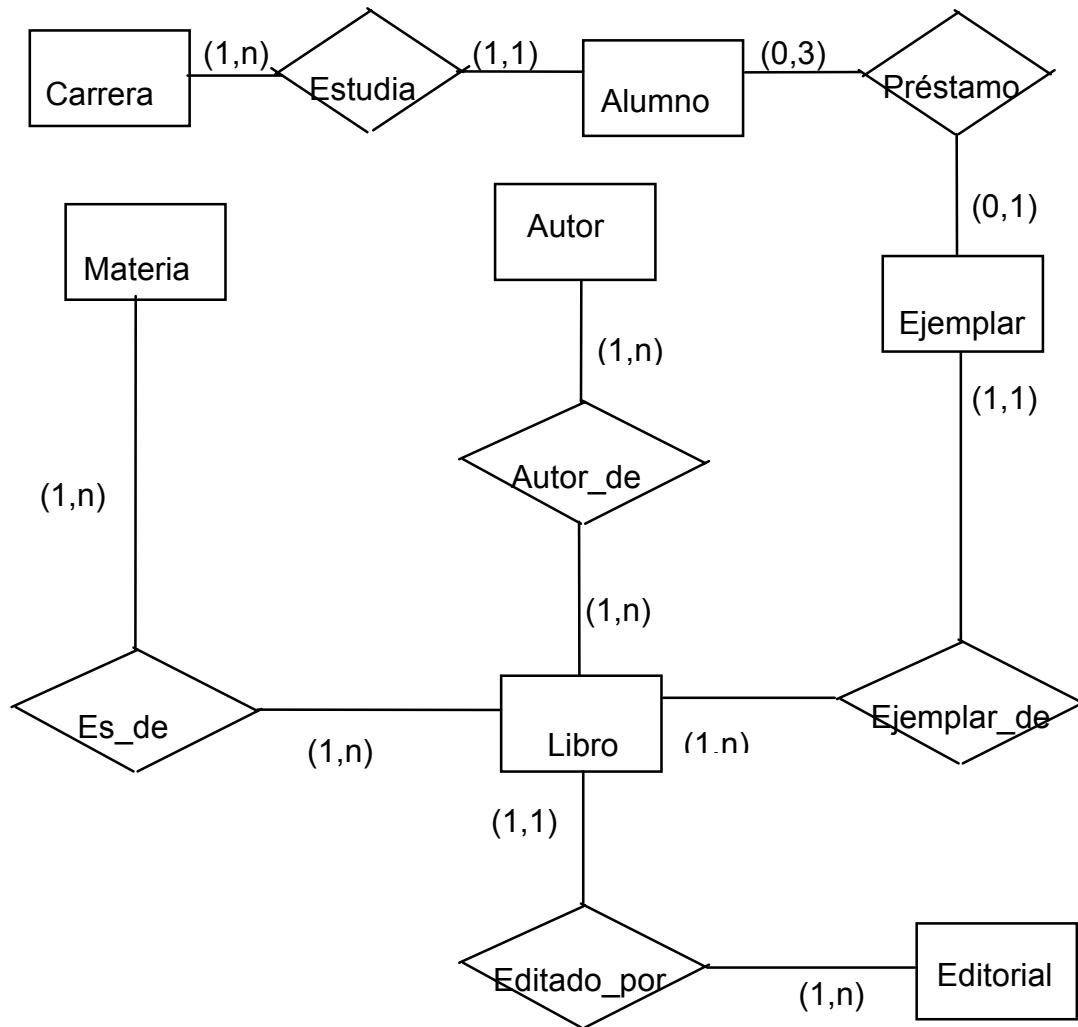 (1,n)
(1,1)
(0,3)
Carrera
Estudia
Alumno
Préstamo
(0,1)
Autor
Materia
Ejemplar
(1,n)
(1,1)
(1,n)
Autor_de
(1,n)
Es_de
Ejemplar_de
(1,n)
Libro
(1,n)
(1,1)
Editado_por
Editorial
(1,n)